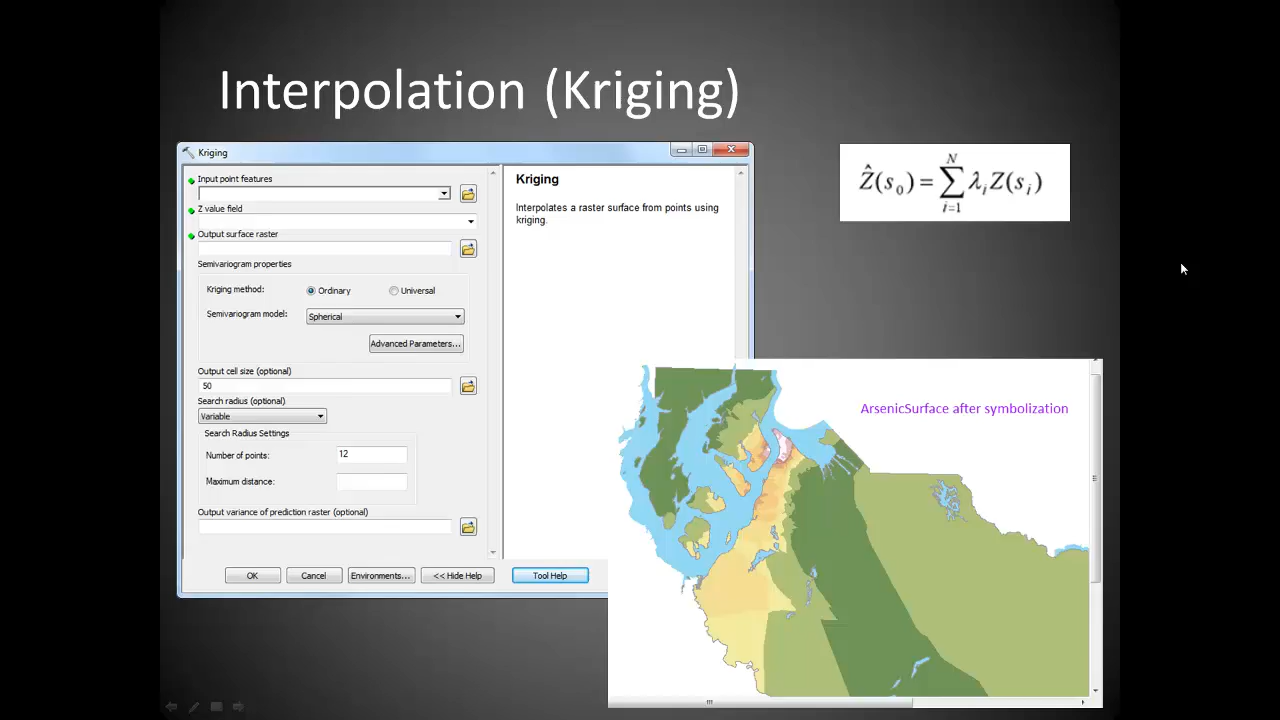 Interpolation (Kriging)
Kriging
Input point features
Z value field
Output surface raster
Semivariogram properties
Kriging method:
Ordinary
Universal
Semivariogram model:
Spherical
Advanced Parameters...
Output cell size (optional)
50
Search radius (optional)
Variable
Search Radius Settings
Number of points:
12
Maximum distance:
Output variance of prediction raster (optional)
OK
Cancel
Environments...
<< Hide Help
Tool Help
Kriging
Interpolates a raster surface from points using
kriging.
Ẑ(s₀) = ∑ᵢ₌₁ᴺ λᵢZ(sᵢ)
ArsenicSurface after symbolization